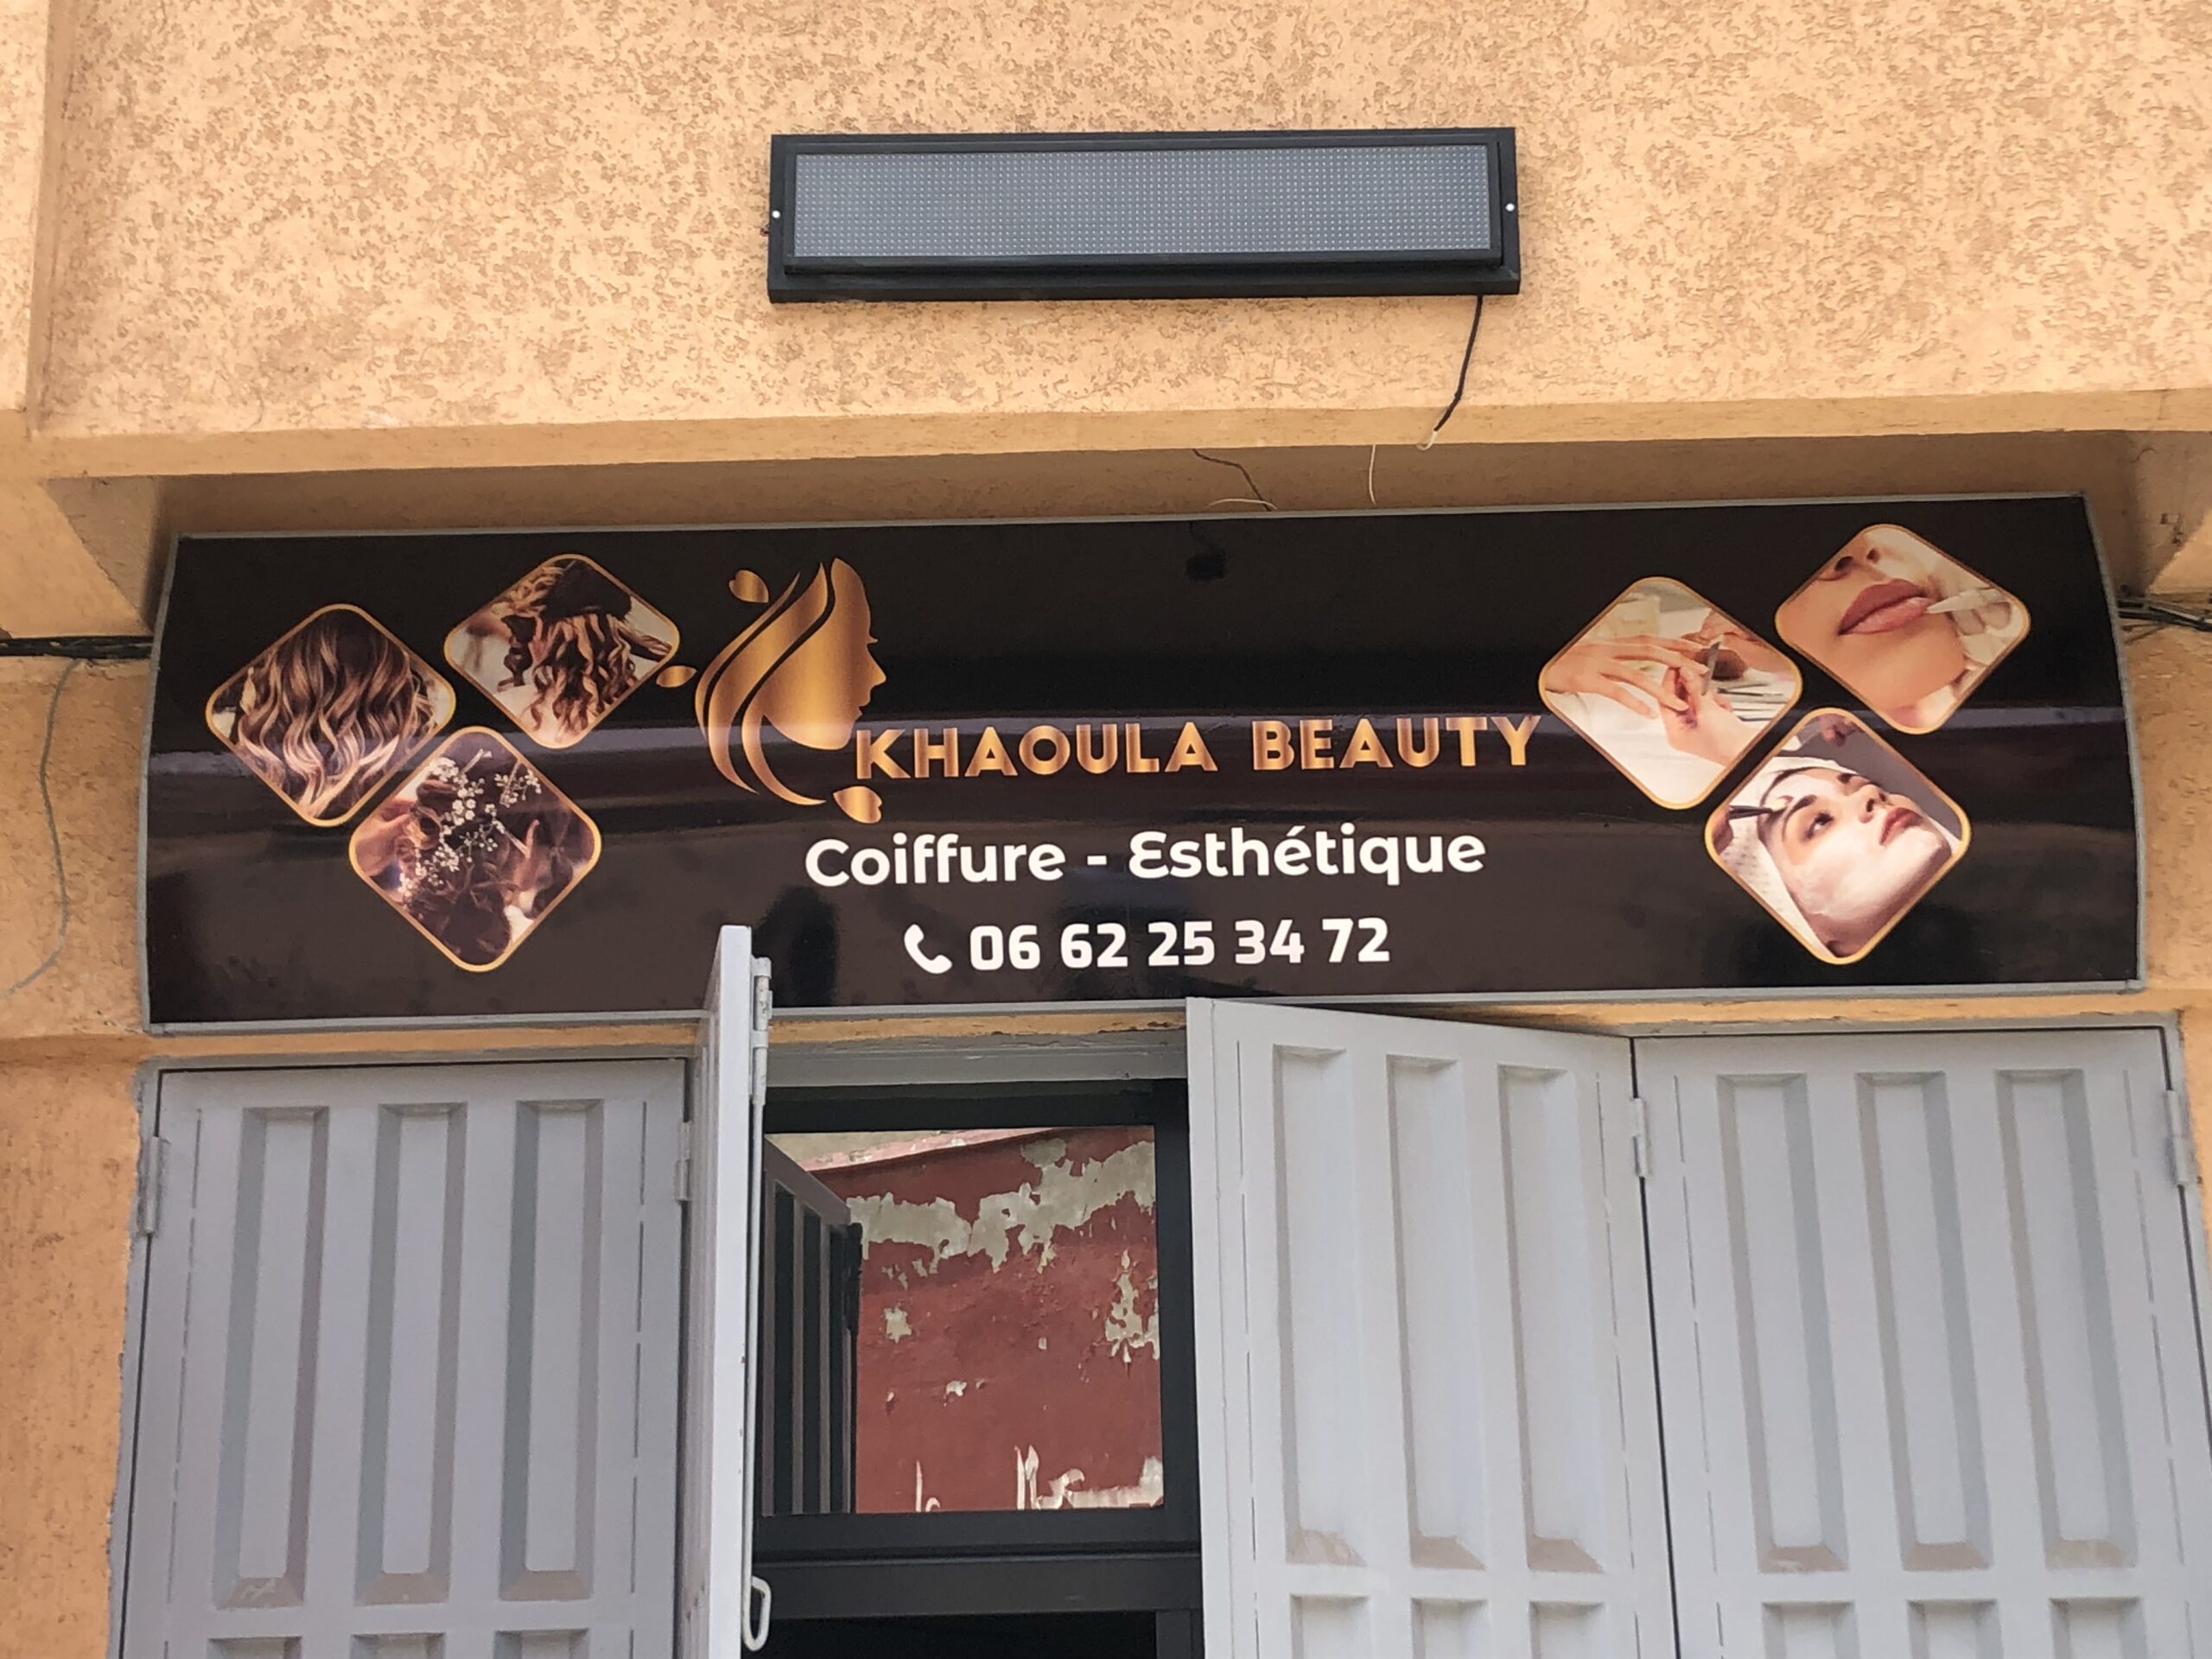 KHAOULA BEAUTY
Coiffure - Esthétique
06 62 25 34 72